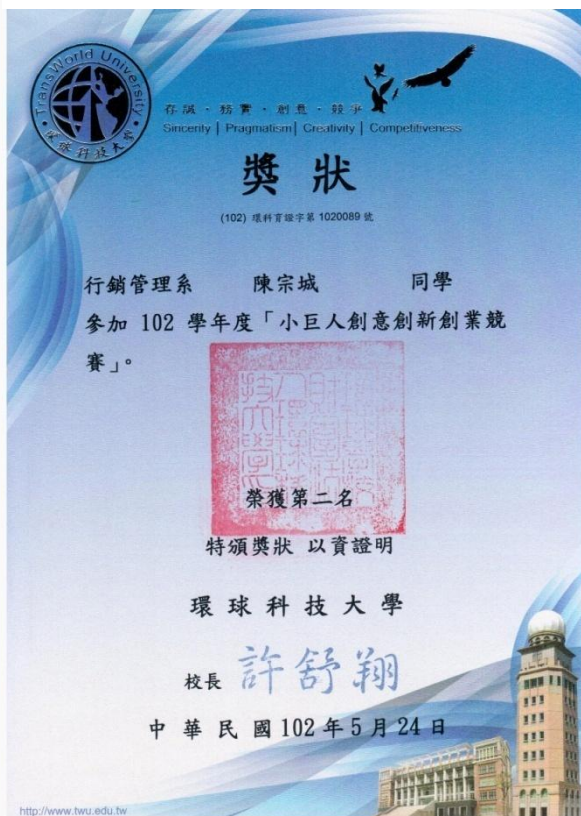 TransWorld University
環球科技大學
存誠・務實・創意・競爭
Sincerity | Pragmatism | Creativity | Competitiveness
獎狀
(102) 環科育證字第 1020089 號
行銷管理系 陳宗城 同學
參加 102 學年度「小巨人創意創新創業競
賽」。
榮獲第二名
特頒獎狀 以資證明
環球科技大學
校長 許舒翔
中華民國102年5月24日
http://www.twu.edu.tw